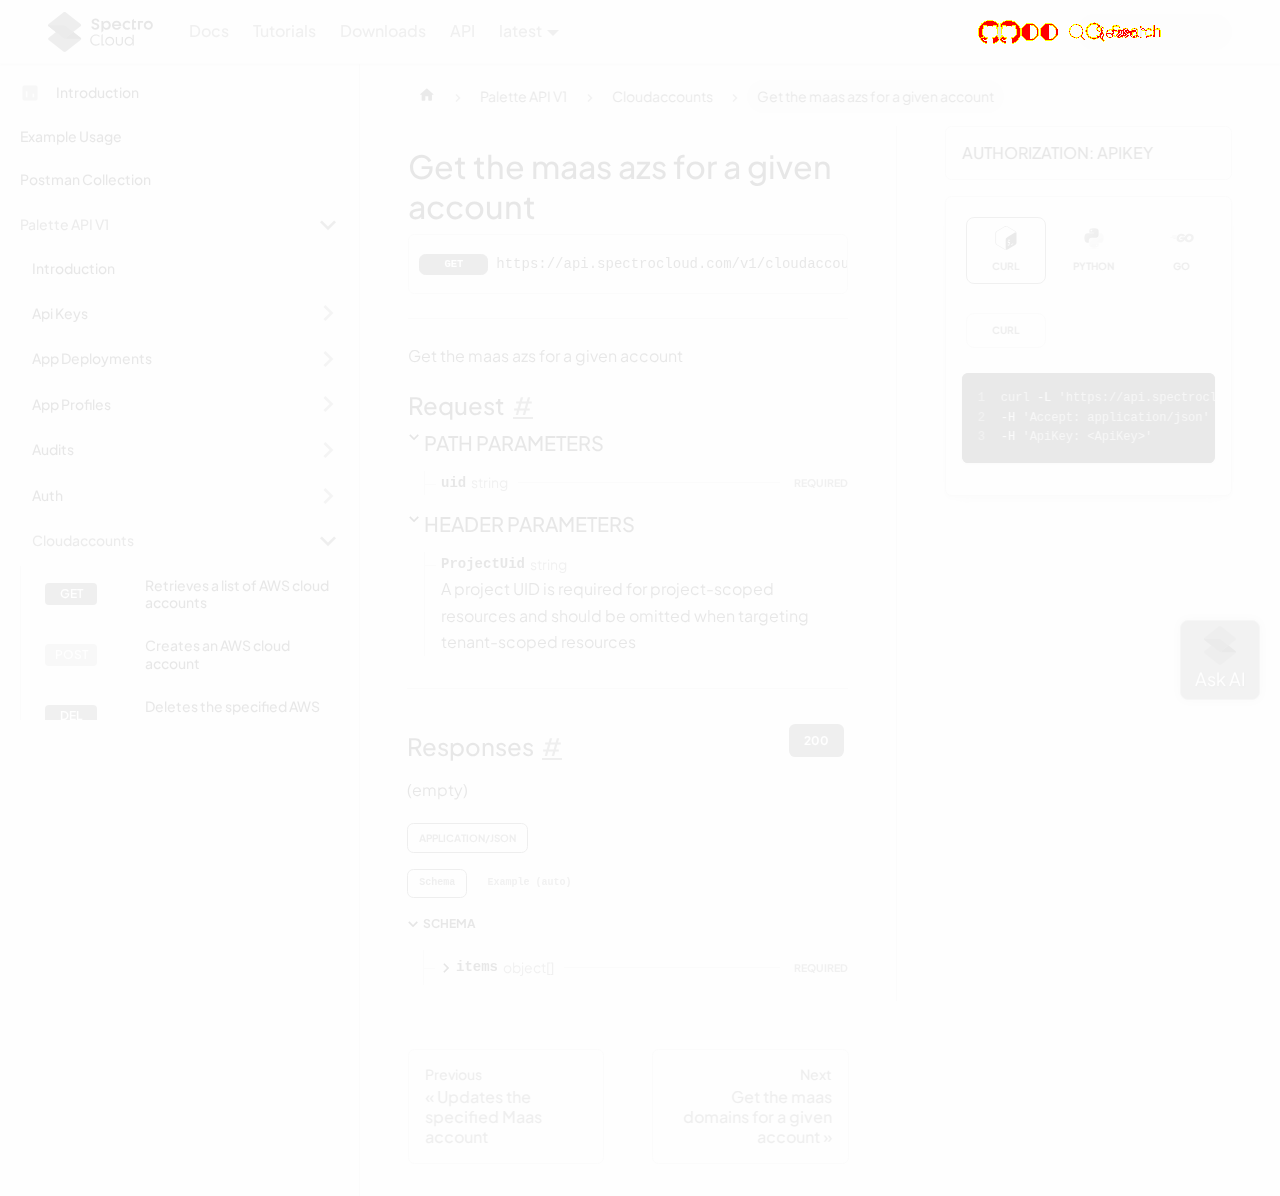 Spectro
Cloud
Docs
Tutorials
Downloads
API
latest
Search
Introduction
Example Usage
Postman Collection
Palette API V1
Introduction
Api Keys
App Deployments
App Profiles
Audits
Auth
Cloudaccounts
GET
Retrieves a list of AWS cloud
accounts
POST
Creates an AWS cloud
account
DEL
Deletes the specified AWS
Palette API V1
Cloudaccounts
Get the maas azs for a given account
Get the maas azs for a given
account
GET
https://api.spectrocloud.com/v1/cloudaccou
Get the maas azs for a given account
Request #
PATH PARAMETERS
uid string
REQUIRED
HEADER PARAMETERS
ProjectUid string
A project UID is required for project-scoped
resources and should be omitted when targeting
tenant-scoped resources
Responses #
200
(empty)
APPLICATION/JSON
Schema
Example (auto)
SCHEMA
items object[]
REQUIRED
Previous
« Updates the
specified Maas
account
Next
Get the maas
domains for a given
account »
AUTHORIZATION: APIKEY
CURL
PYTHON
GO
GO
CURL
1 curl -L 'https://api.spectrocl
2 -H 'Accept: application/json'
3 -H 'ApiKey: <ApiKey>'
Ask AI